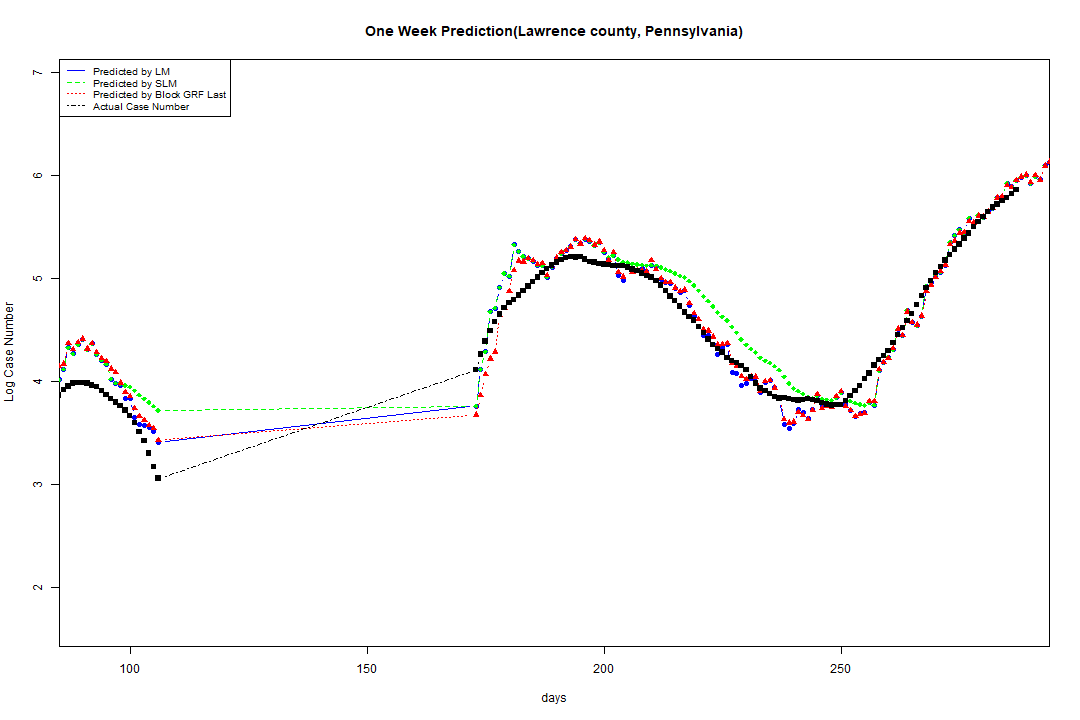 One Week Prediction(Lawrence county, Pennsylvania)
Predicted by LM
Predicted by SLM
Predicted by Block GRF Last
Actual Case Number
7
6
5
4
3
2
Log Case Number
100 150 200 250
days